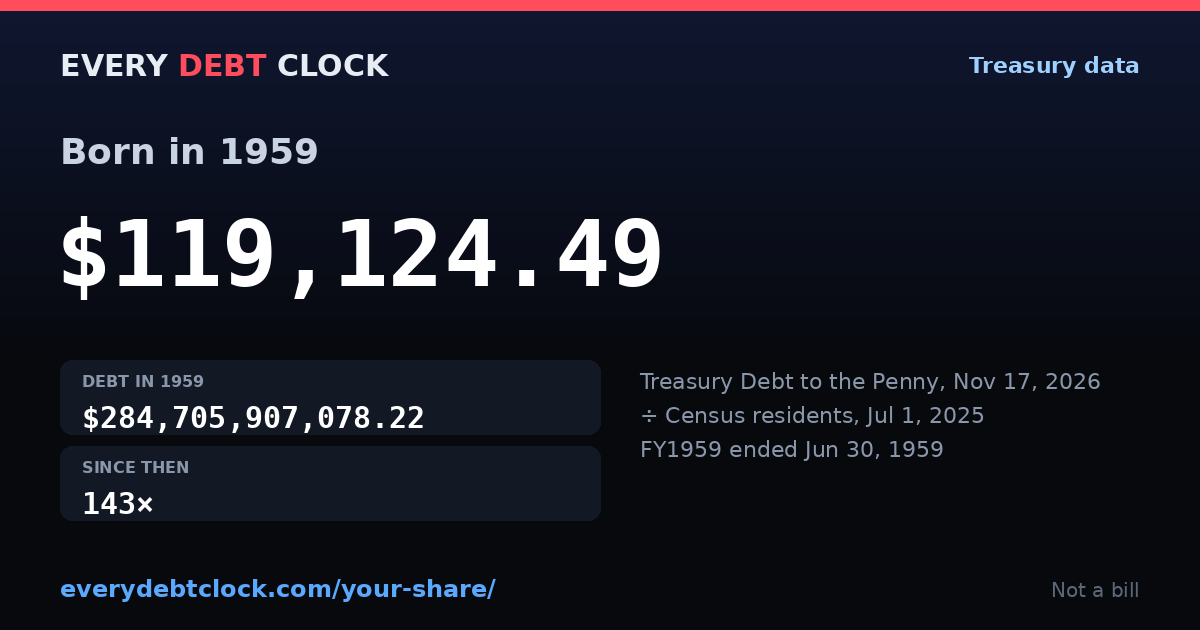 EVERY DEBT CLOCK
Treasury data
Born in 1959
$119,124.49
DEBT IN 1959
$284,705,907,078.22
SINCE THEN
143×
Treasury Debt to the Penny, Nov 17, 2026
÷ Census residents, Jul 1, 2025
FY1959 ended Jun 30, 1959
everydebtclock.com/your-share/
Not a bill